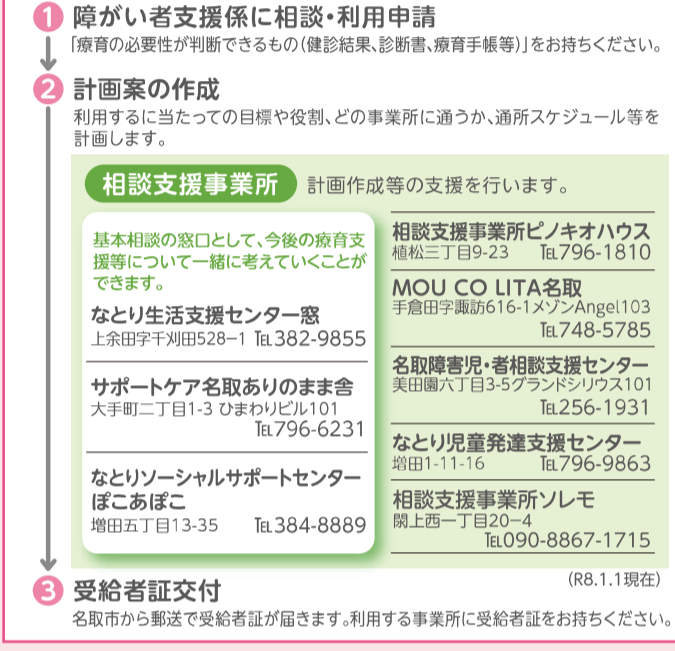 1 障がい者支援係に相談・利用申請
「療育の必要性が判断できるもの(健診結果、診断書、療育手帳等)」をお持ちください。
2 計画案の作成
利用するに当たっての目標や役割、どの事業所に通うか、通所スケジュール等を
計画します。
相談支援事業所 計画作成等の支援を行います。
基本相談の窓口として、今後の療育支
援等について一緒に考えていくことが
できます。
なとり生活支援センター窓
上余田字千刈田528−1 ℡382-9855
サポートケア名取ありのまま舎
大手町二丁目1-3 ひまわりビル101
℡796-6231
なとりソーシャルサポートセンター
ぽこあぽこ
増田五丁目13-35 ℡384-8889
相談支援事業所ピノキオハウス
植松三丁目9-23 ℡796-1810
MOU CO LITA名取
手倉田字諏訪616-1メゾンAngel103
℡748-5785
名取障害児・者相談支援センター
美田園六丁目3-5グランドシリウス101
℡256-1931
なとり児童発達支援センター
増田1-11-16 ℡796-9863
相談支援事業所ソレモ
閖上西一丁目20−4
℡090-8867-1715
(R8.1.1現在)
3 受給者証交付
名取市から郵送で受給者証が届きます。利用する事業所に受給者証をお持ちください。